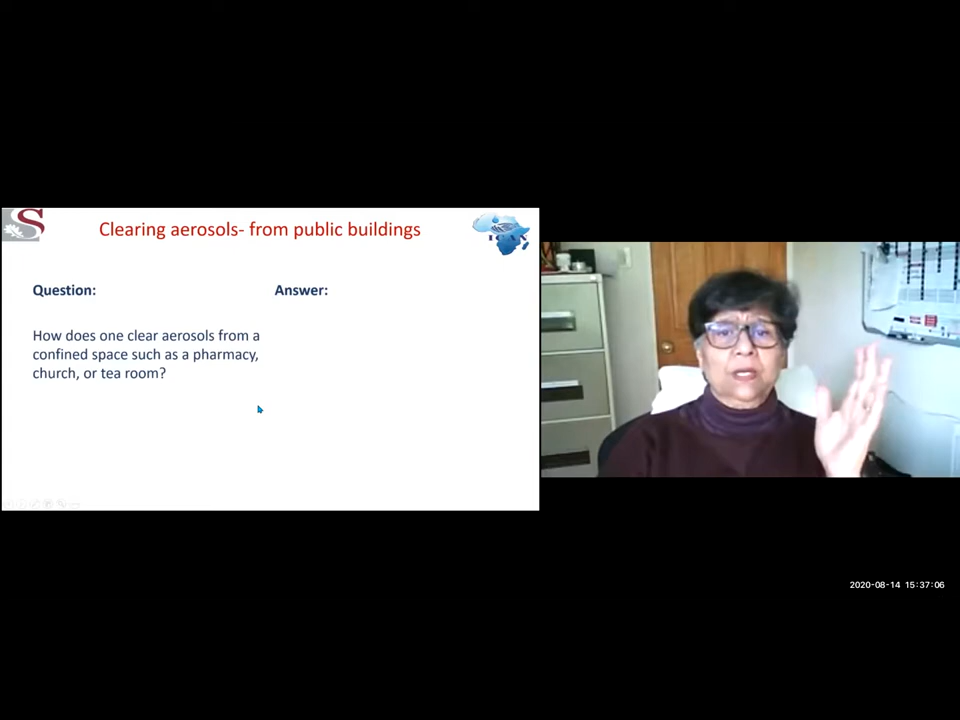 S
Clearing aerosols- from public buildings
ICAN
Question:
Answer:
How does one clear aerosols from a
confined space such as a pharmacy,
church, or tea room?
2020-08-14 15:37:06